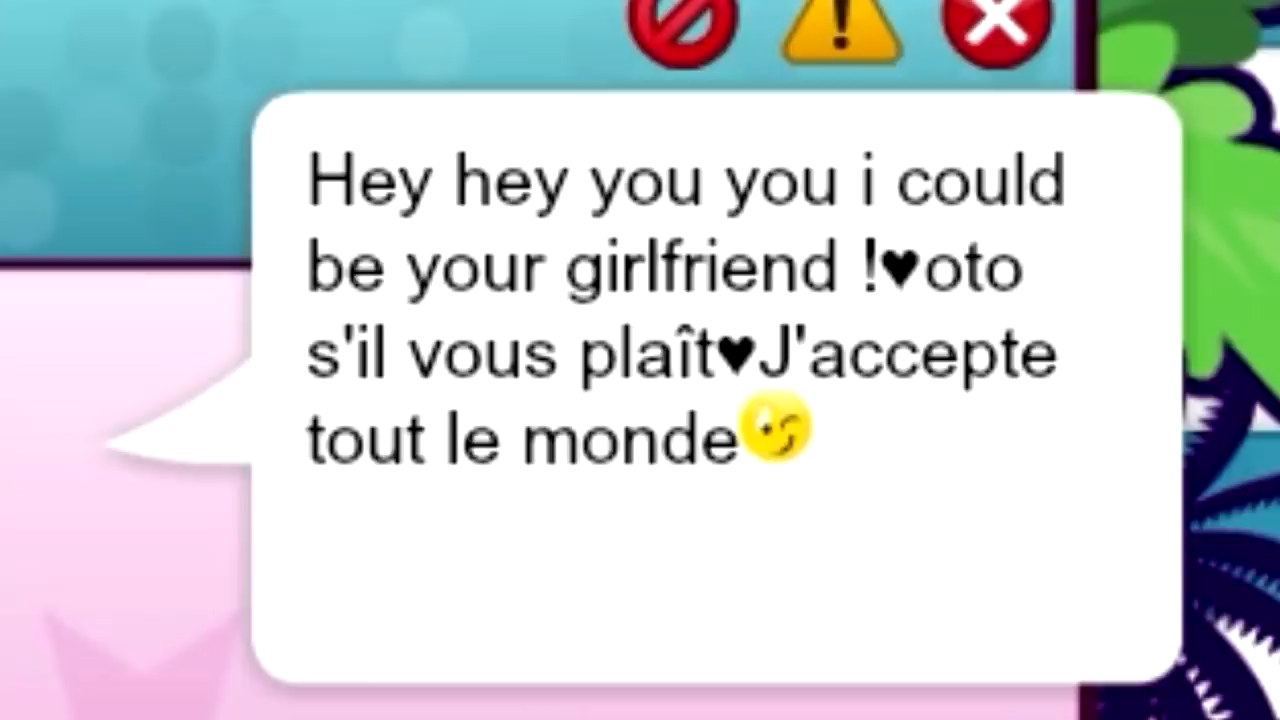 Hey hey you you i could
be your girlfriend !♥oto
s'il vous plaît♥J'accepte
tout le monde😉